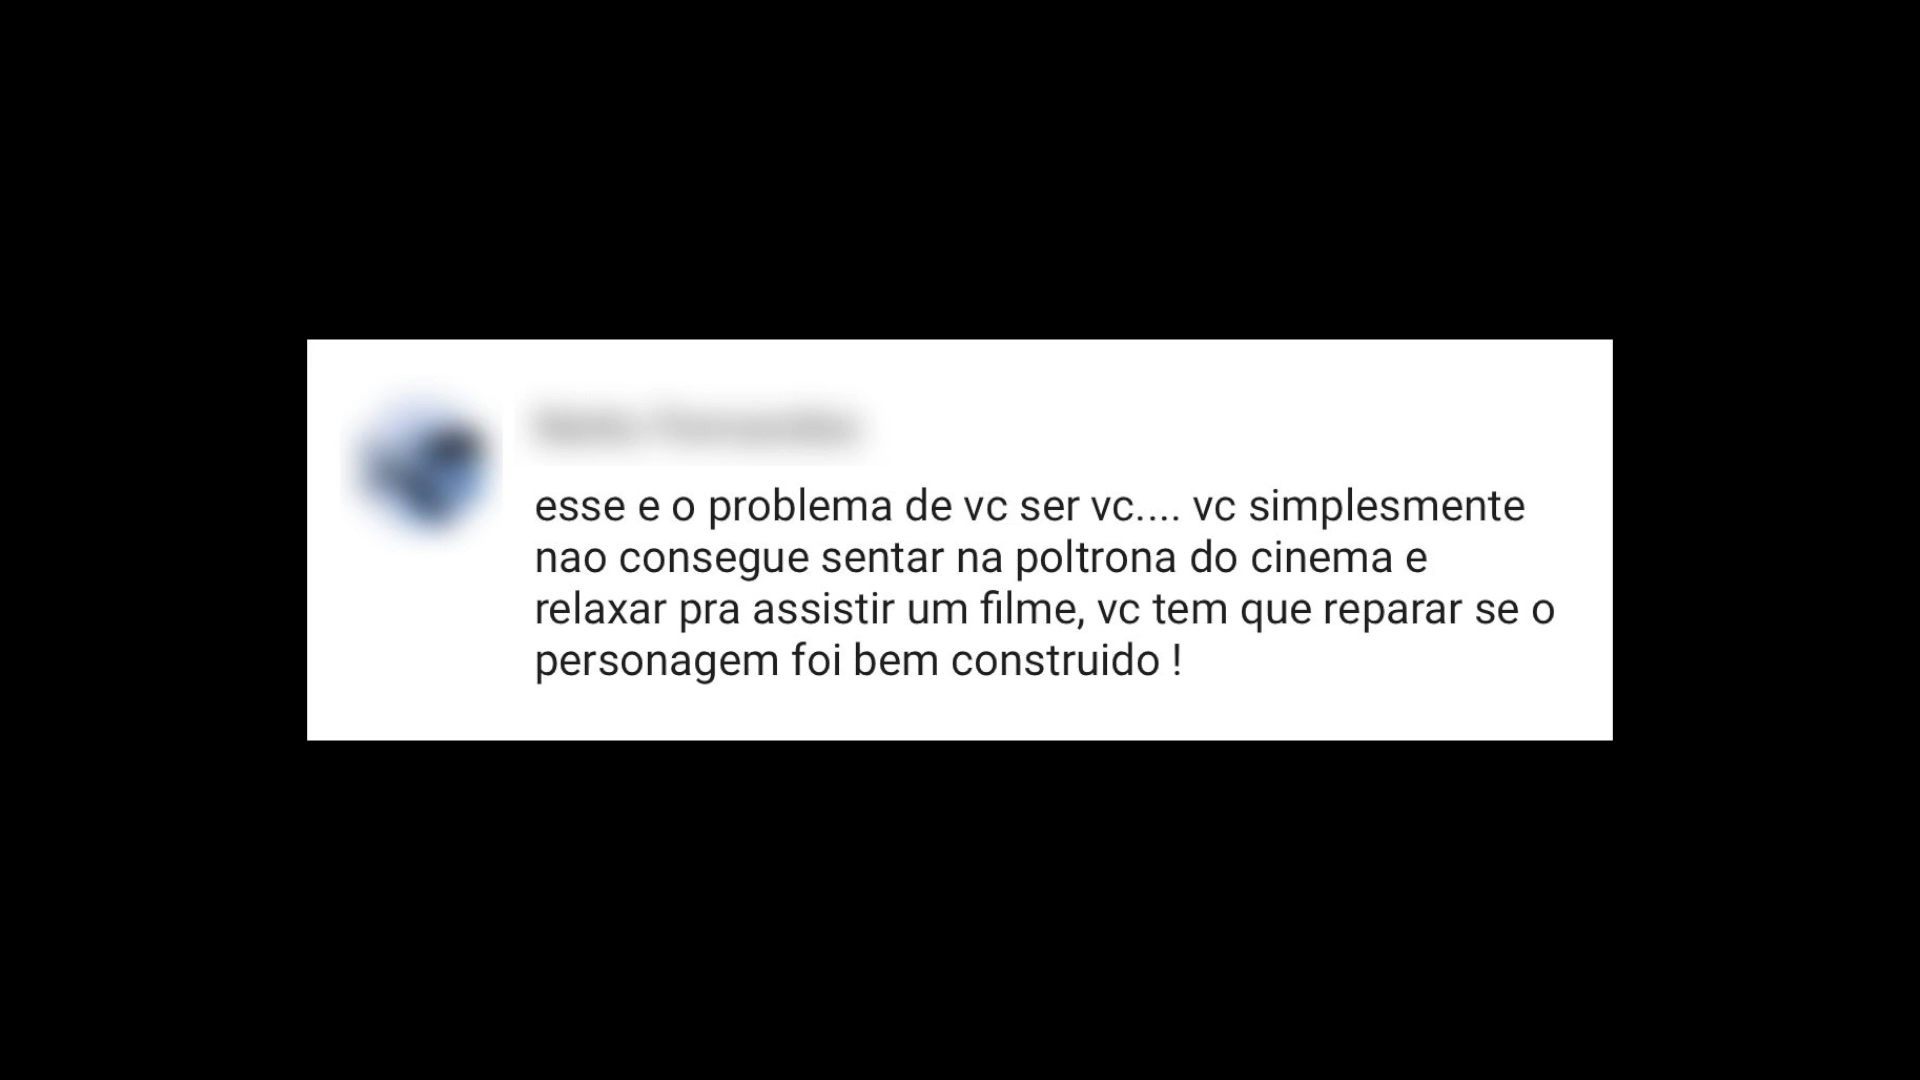 esse e o problema de vc ser vc.... vc simplesmente
nao consegue sentar na poltrona do cinema e
relaxar pra assistir um filme, vc tem que reparar se o
personagem foi bem construido !